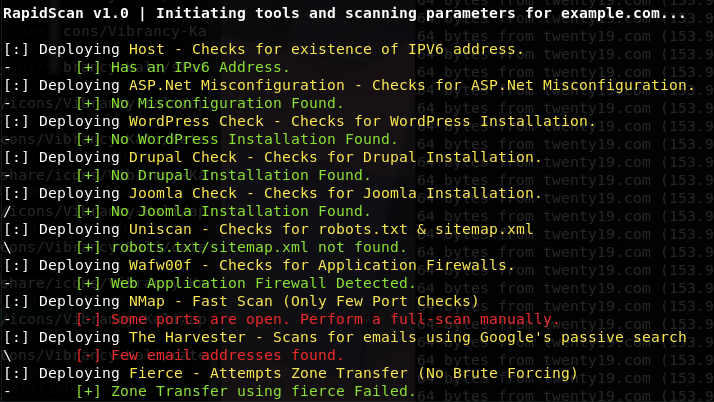 RapidScan v1.0 | Initiating tools and scanning parameters for example.com...
[:] Deploying Host - Checks for existence of IPV6 address.
- [+] Has an IPv6 Address.
[:] Deploying ASP.Net Misconfiguration - Checks for ASP.Net Misconfiguration.
- [+] No Misconfiguration Found.
[:] Deploying WordPress Check - Checks for WordPress Installation.
- [+] No WordPress Installation Found.
[:] Deploying Drupal Check - Checks for Drupal Installation.
- [+] No Drupal Installation Found.
[:] Deploying Joomla Check - Checks for Joomla Installation.
/ [+] No Joomla Installation Found.
[:] Deploying Uniscan - Checks for robots.txt & sitemap.xml
\ [+] robots.txt/sitemap.xml not found.
[:] Deploying Wafw00f - Checks for Application Firewalls.
- [+] Web Application Firewall Detected.
[:] Deploying NMap - Fast Scan (Only Few Port Checks)
- [-] Some ports are open. Perform a full-scan manually.
[:] Deploying The Harvester - Scans for emails using Google's passive search
\ [-] Few email addresses found.
[:] Deploying Fierce - Attempts Zone Transfer (No Brute Forcing)
- [+] Zone Transfer using fierce Failed.